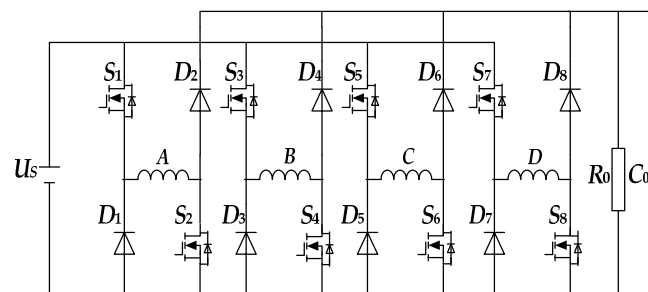 S1 D2 S3 D4 S5 D6 S7 D8
A B C D
Us R0 C0
D1 S2 D3 S4 D5 S6 D7 S8